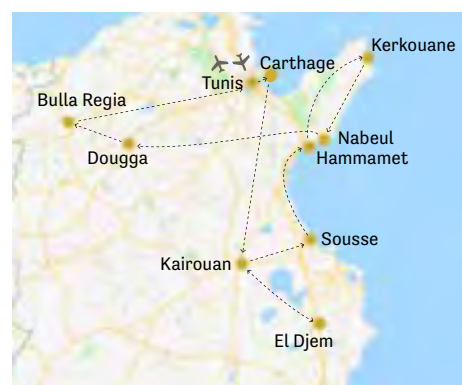 Kerkouane
Carthage
Tunis
Bulla Regia
Nabeul
Hammamet
Dougga
Sousse
Kairouan
El Djem